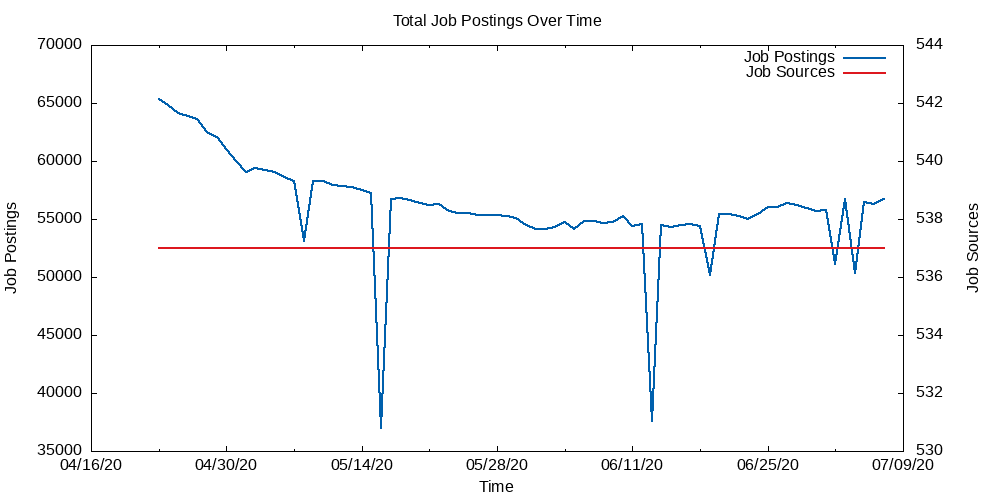 Total Job Postings Over Time
70000
65000
60000
55000
50000
45000
40000
35000
Job Postings
Job Postings
Job Sources
544
542
540
538
536
534
532
530
Job Sources
04/16/20 04/30/20 05/14/20 05/28/20 06/11/20 06/25/20 07/09/20
Time